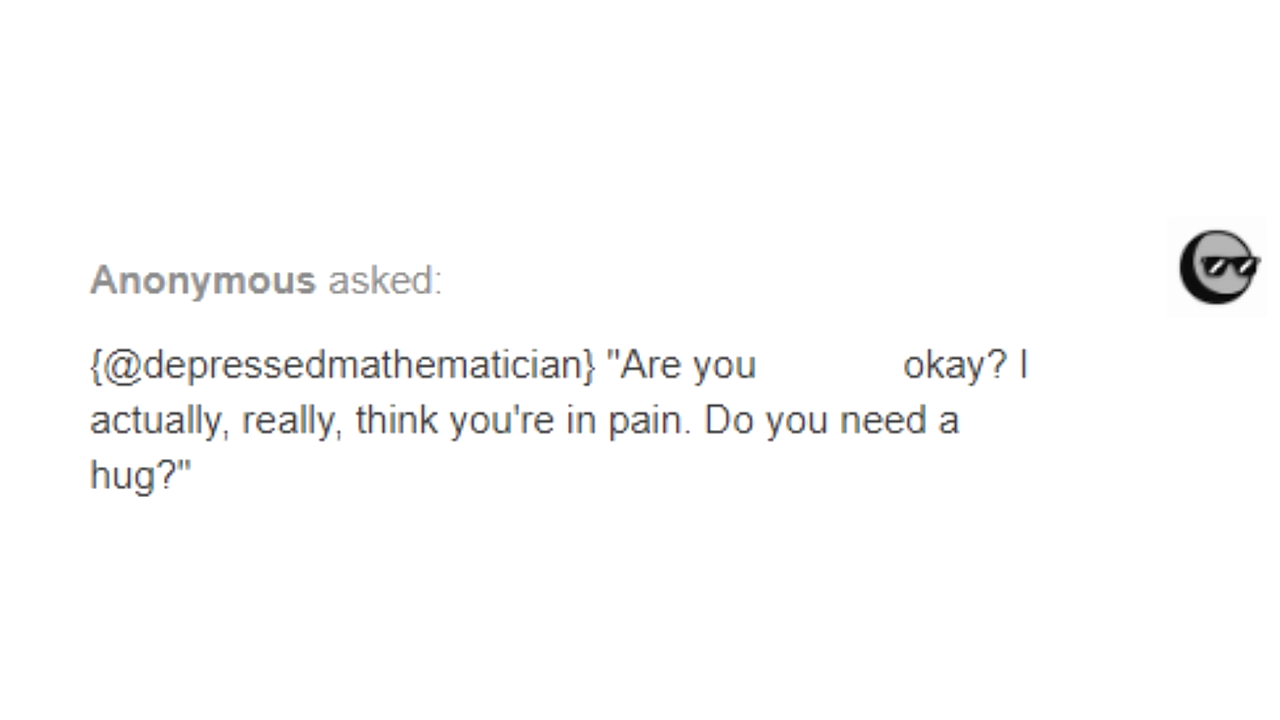 Anonymous asked:
{@depressedmathematician} "Are you okay? I
actually, really, think you're in pain. Do you need a
hug?"